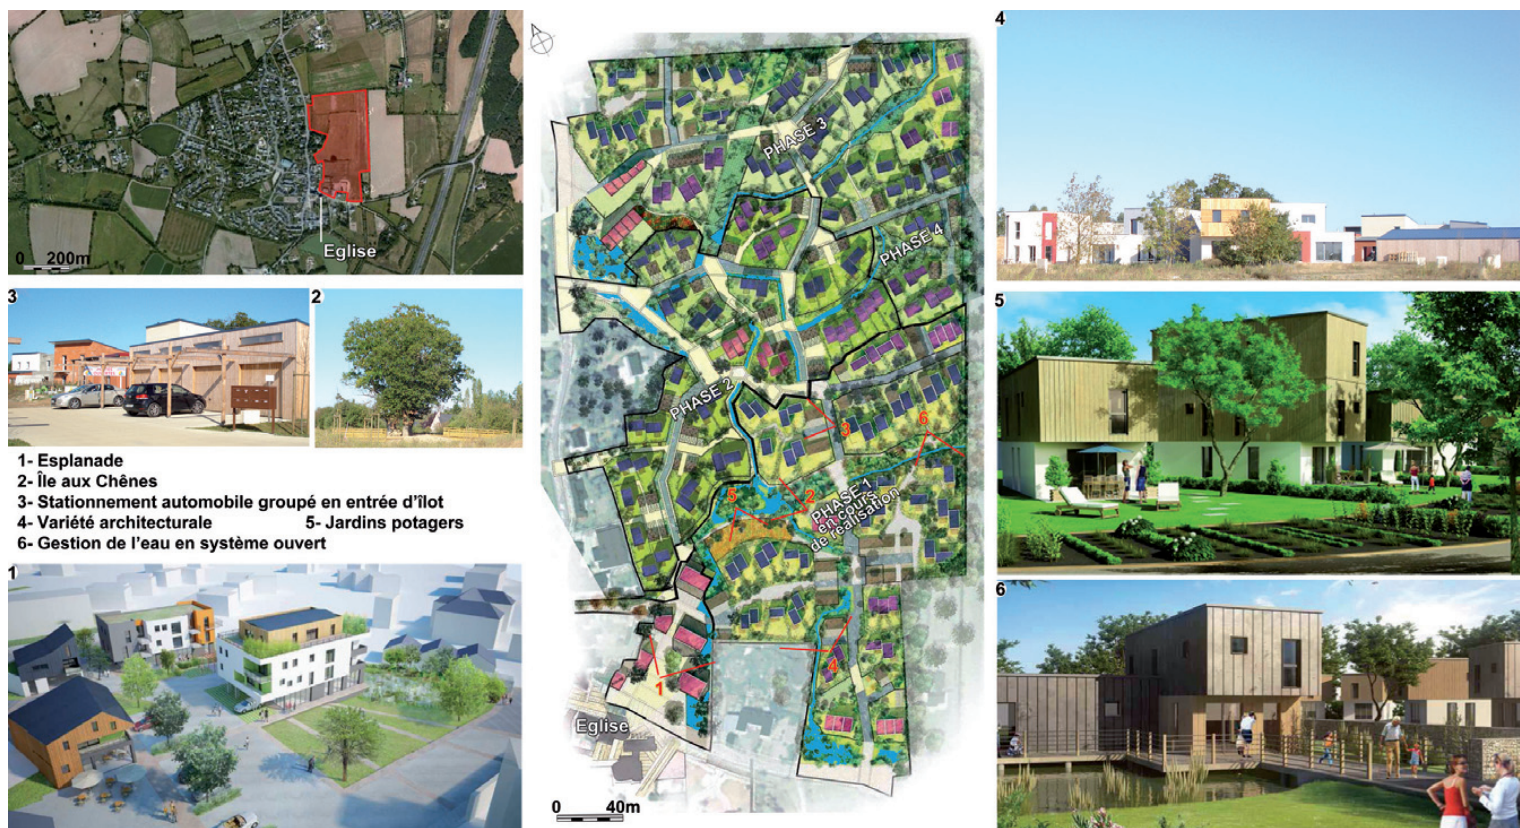 Eglise
0 200m
3
2
1- Esplanade
2- Île aux Chênes
3- Stationnement automobile groupé en entrée d'îlot
4- Variété architecturale 5- Jardins potagers
6- Gestion de l'eau en système ouvert
1
PHASE 3
PHASE 4
PHASE 2
3
6
5
2
PHASE 1
en cours
de réalisation
4
1
Eglise
0 40m
4
5
6